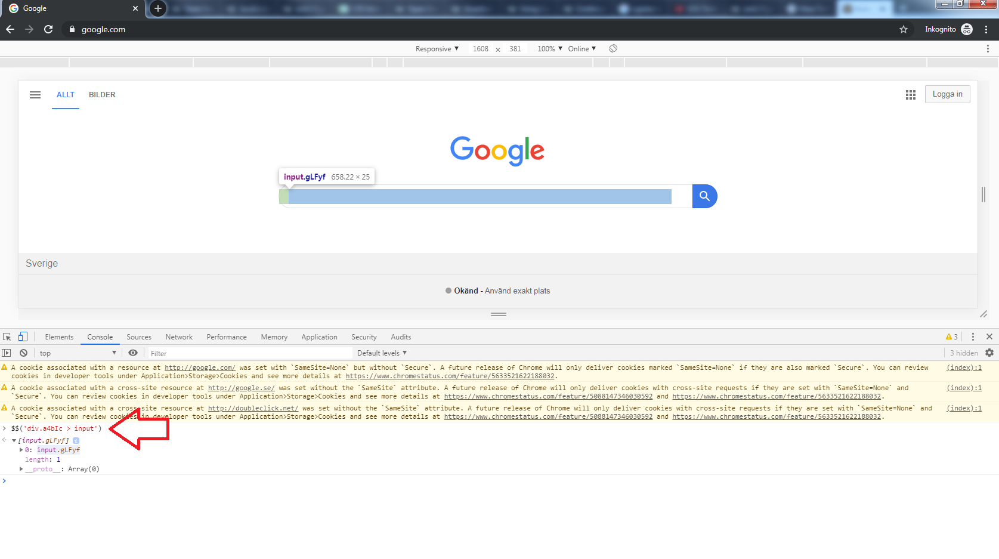 Google
google.com
Inkognito
Responsive ▼ 1608 × 381 100% ▼ Online ▼
ALLT BILDER
Logga in
Google
input.gLFyf 658.22 × 25
Sverige
Okänd - Använd exakt plats
Elements Console Sources Network Performance Memory Application Security Audits
3
top ▼ Filter Default levels ▼
3 hidden
A cookie associated with a resource at http://google.com/ was set with `SameSite=None` but without `Secure`. A future release of Chrome will only deliver cookies marked `SameSite=None` if they are also marked `Secure`. You can review (index):1
cookies in developer tools under Application>Storage>Cookies and see more details at https://www.chromestatus.com/feature/5633521622188032.
A cookie associated with a cross-site resource at http://google.se/ was set without the `SameSite` attribute. A future release of Chrome will only deliver cookies with cross-site requests if they are set with `SameSite=None` and (index):1
`Secure`. You can review cookies in developer tools under Application>Storage>Cookies and see more details at https://www.chromestatus.com/feature/5088147346030592 and https://www.chromestatus.com/feature/5633521622188032.
A cookie associated with a cross-site resource at http://doubleclick.net/ was set without the `SameSite` attribute. A future release of Chrome will only deliver cookies with cross-site requests if they are set with `SameSite=None` and (index):1
`Secure`. You can review cookies in developer tools under Application>Storage>Cookies and see more details at https://www.chromestatus.com/feature/5088147346030592 and https://www.chromestatus.com/feature/5633521622188032.
> $$('div.a4bIc > input')
▼ [input.gLFyf] i
▶ 0: input.gLFyf
length: 1
▶ __proto__: Array(0)
>